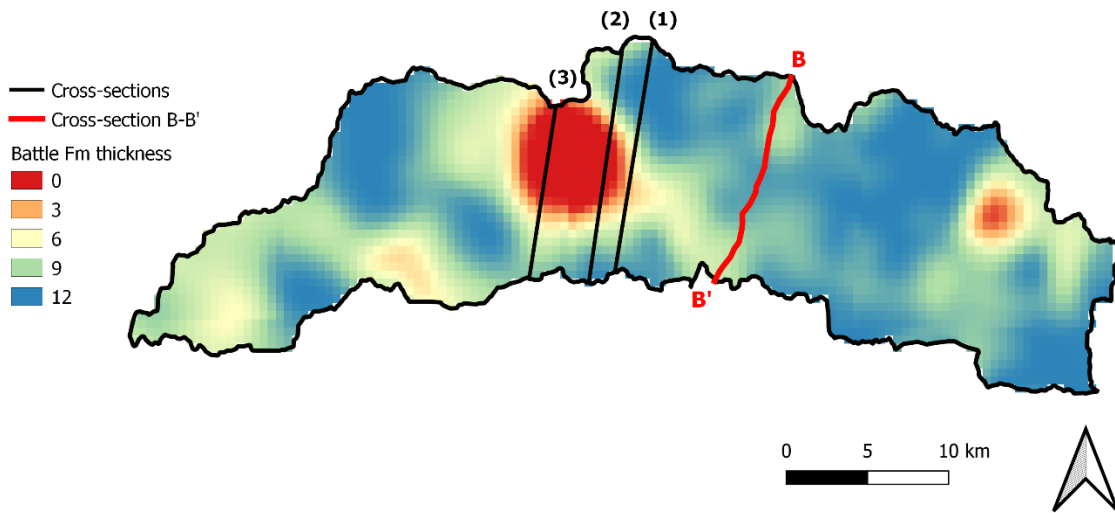 (2) (1)
(3)
B
Cross-sections
Cross-section B-B'
Battle Fm thickness
0
3
6
9
12
B'
0 5 10 km